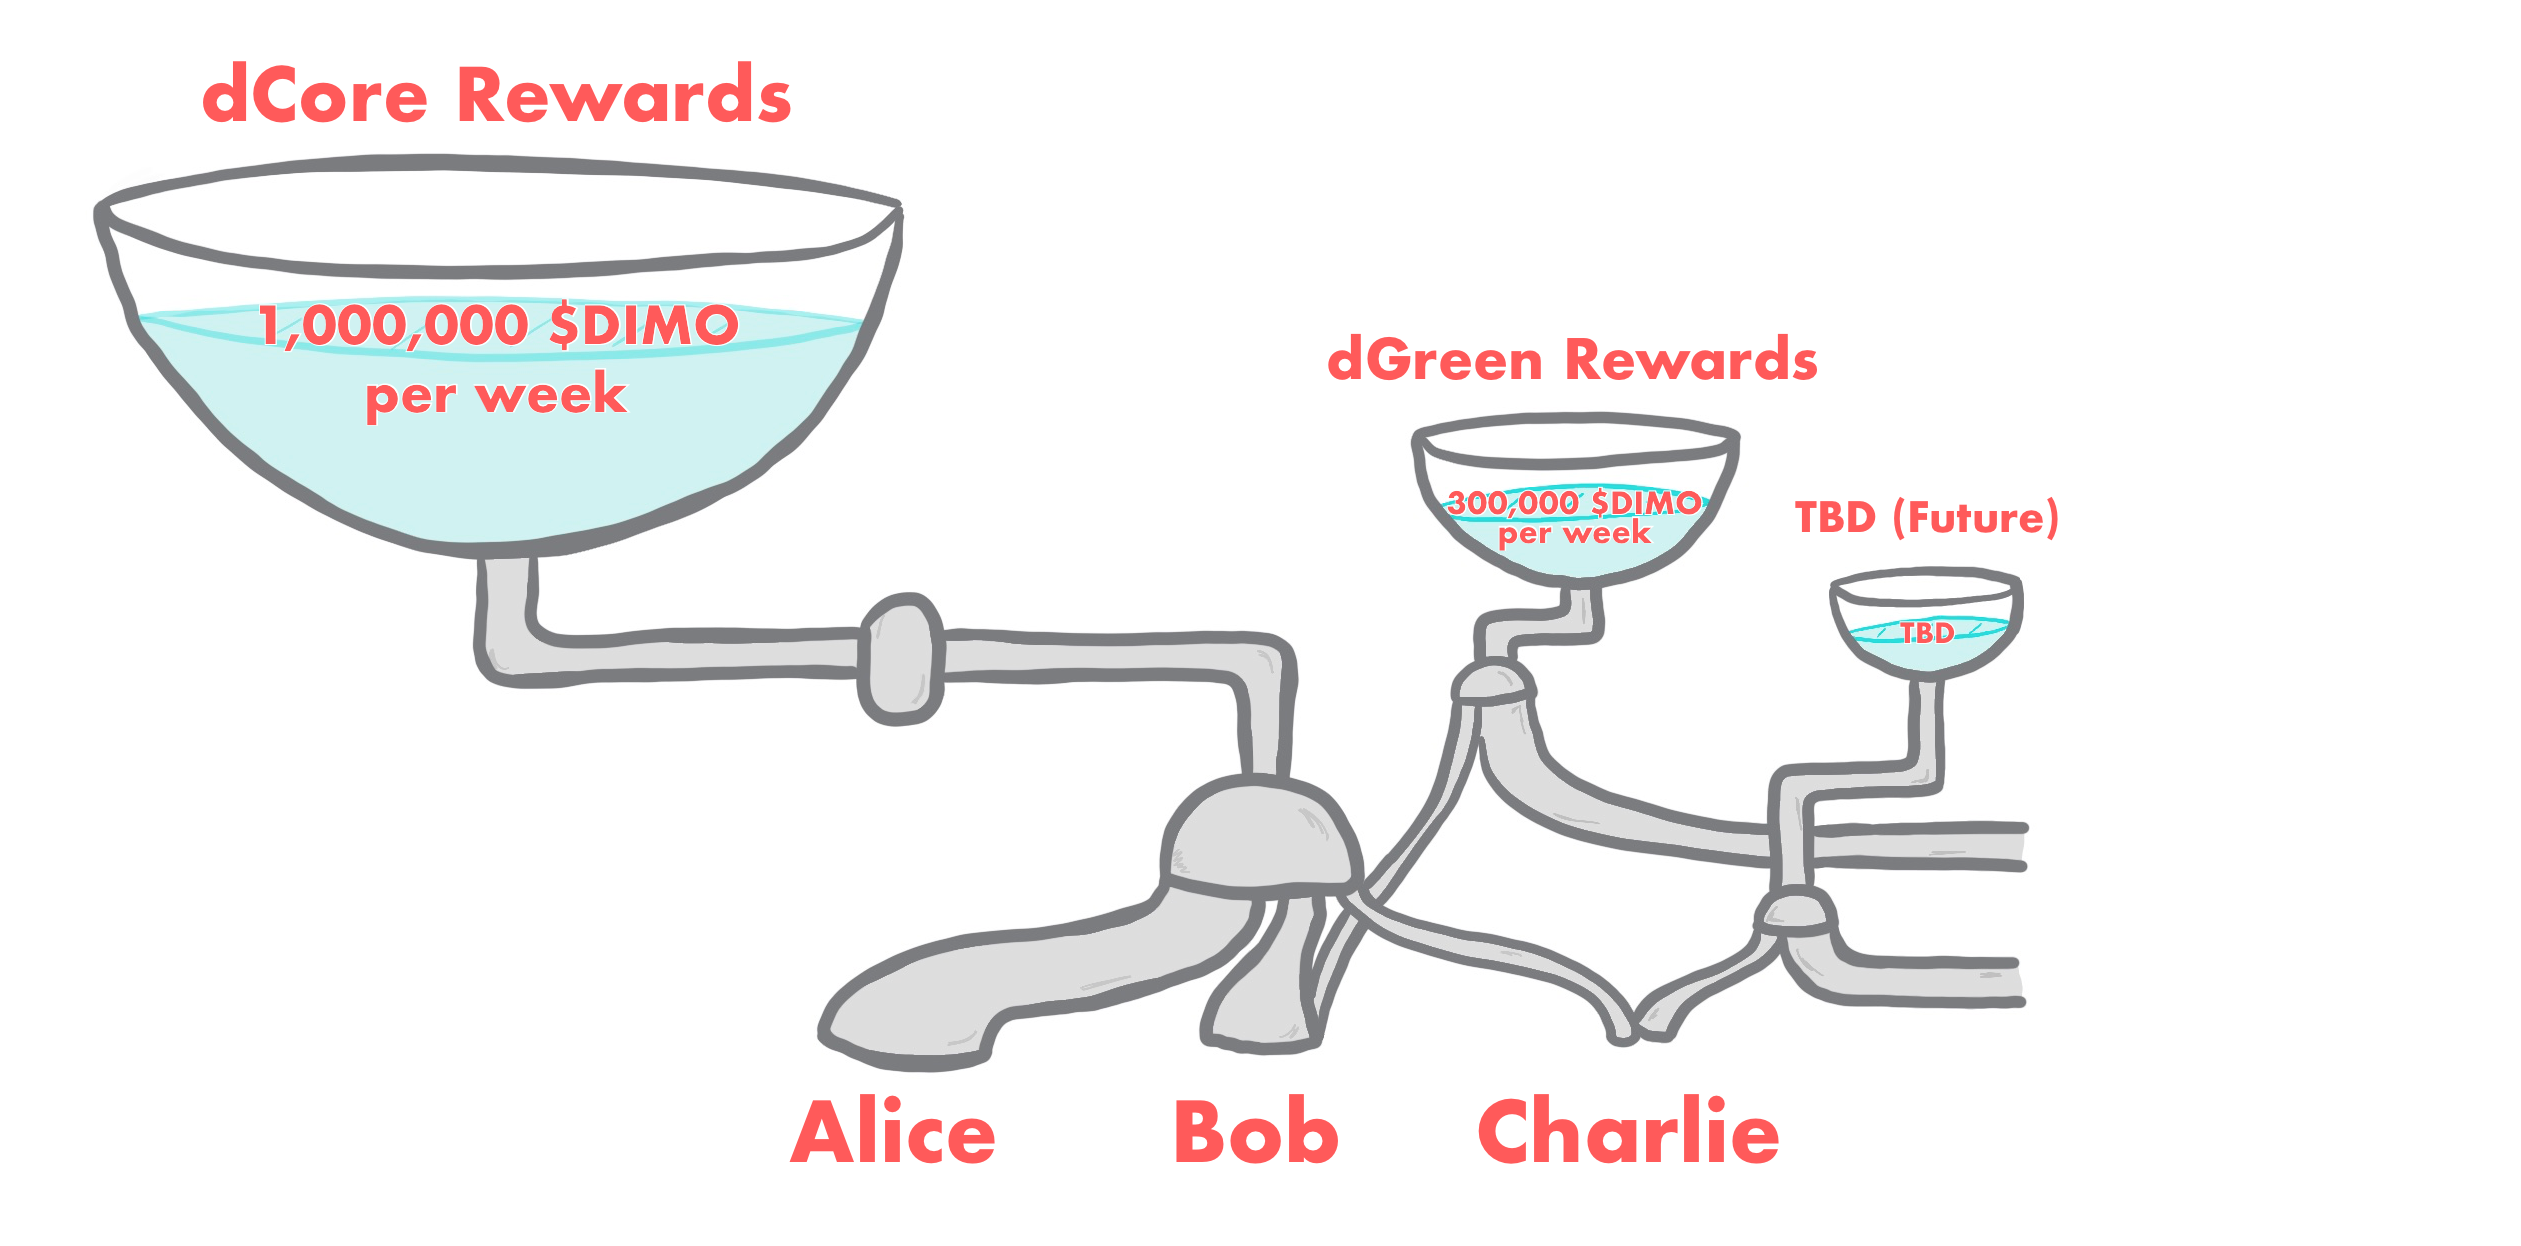 dCore Rewards
1,000,000 $DIMO
per week
dGreen Rewards
300,000 $DIMO
per week
TBD (Future)
TBD
Alice
Bob
Charlie